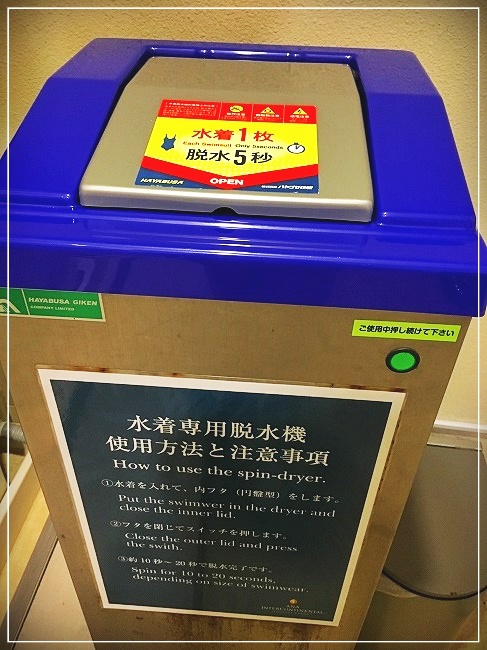 水着1枚
Each Swimsuit Only 5seconds
脱水5秒
HAYABUSA OPEN
HAYABUSA GIKEN
COMPANY LIMITED
ご使用中押し続けて下さい
水着専用脱水機
使用方法と注意事項
How to use the spin-dryer.
①水着を入れて、内フタ（円盤型）をします。
Put the swimwer in the dryer and
close the inner lid.
②フタを閉じてスイッチを押します。
Close the outer lid and press
the swith.
③約10秒～20秒で脱水完了です。
Spin for 10 to 20 seconds,
depending on size of swimwear.
ANA
INTERCONTINENTAL